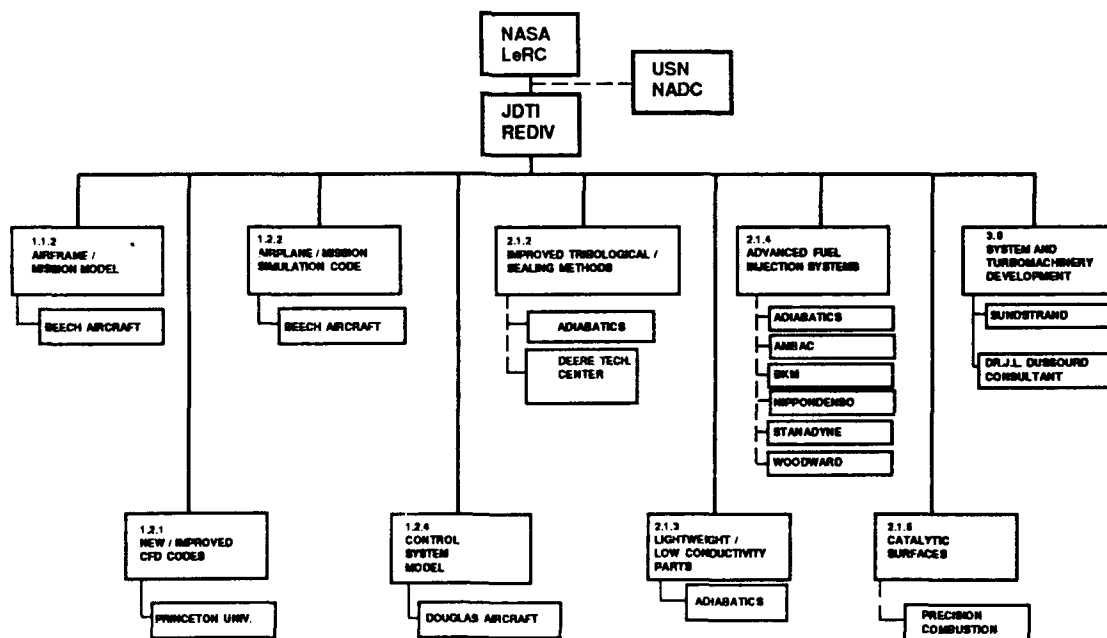 NASA
LeRC
USN
NADC
JDTI
REDIV
1.1.2
AIRFRAME /
MISSION MODEL
BEECH AIRCRAFT
1.2.2
AIRPLANE / MISSION
SIMULATION CODE
BEECH AIRCRAFT
2.1.2
IMPROVED TRIBOLOGICAL /
SEALING METHODS
ADIABATICS
DEERE TECH.
CENTER
2.1.4
ADVANCED FUEL
INJECTION SYSTEMS
ADIABATICS
AMBAC
BKM
NIPPONDENSO
STANADYNE
WOODWARD
SYSTEM AND
TURBOMACHINERY
DEVELOPMENT
SUNDSTRAND
DR.J.L. DUSSOURD
CONSULTANT
1.2.1
NEW / IMPROVED
CFD CODES
PRINCETON UNIV.
1.2.4
CONTROL
SYSTEM
MODEL
DOUGLAS AIRCRAFT
2.1.3
LIGHTWEIGHT /
LOW CONDUCTIVITY
PARTS
ADIABATICS
CATALYTIC
SURFACES
PRECISION
COMBUSTION